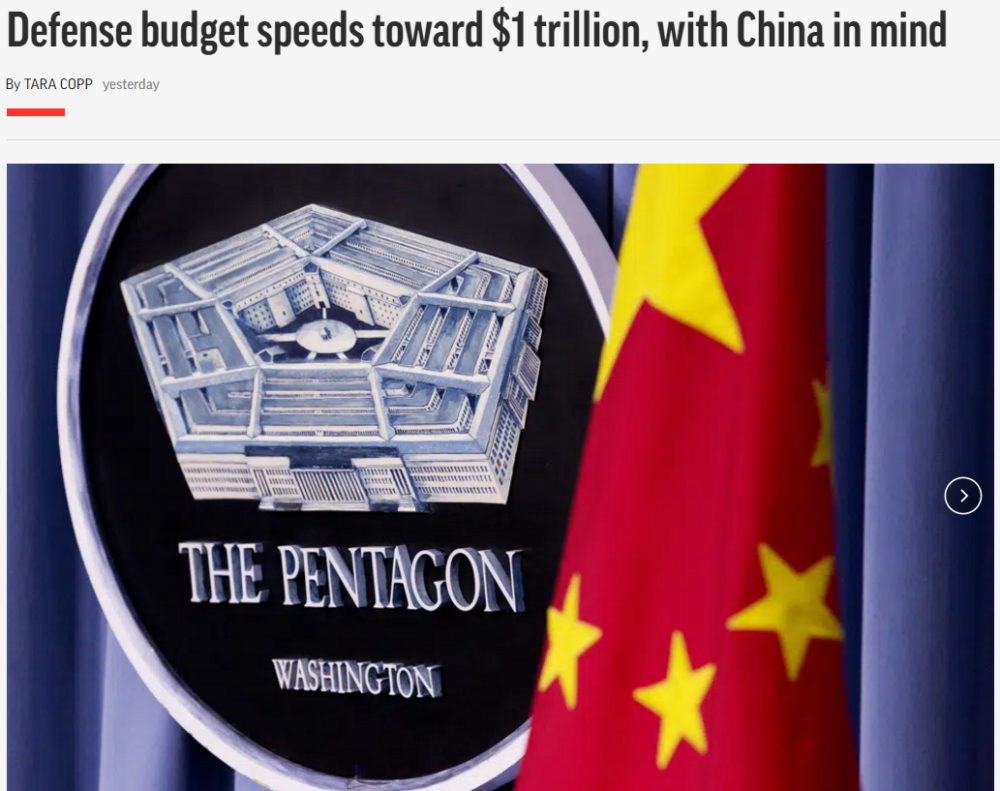 Defense budget speeds toward $1 trillion, with China in mind
By TARA COPP yesterday
THE PENTAGON
WASHINGTON